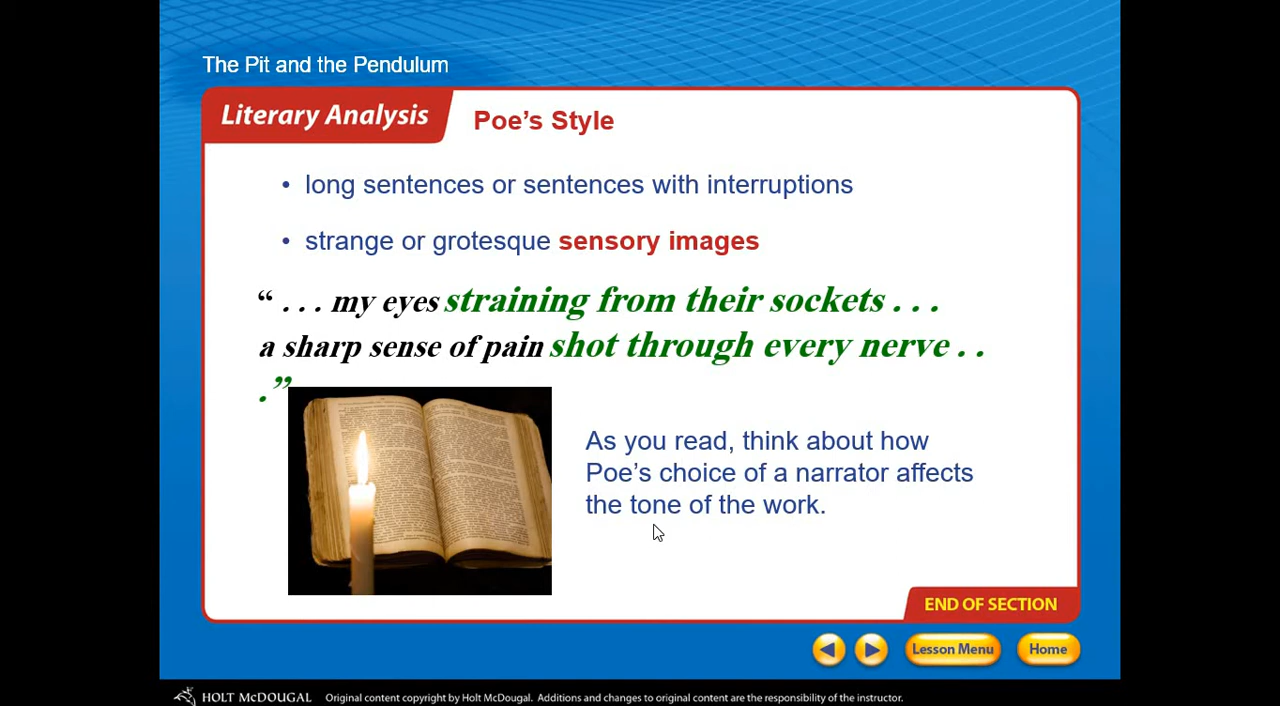 The Pit and the Pendulum
Literary Analysis
Poe's Style
• long sentences or sentences with interruptions
• strange or grotesque sensory images
“ . . . my eyes straining from their sockets . . .
a sharp sense of pain shot through every nerve . .
.”
As you read, think about how
Poe's choice of a narrator affects
the tone of the work.
END OF SECTION
Lesson Menu
Home
HOLT McDOUGAL Original content copyright by Holt McDougal. Additions and changes to original content are the responsibility of the instructor.